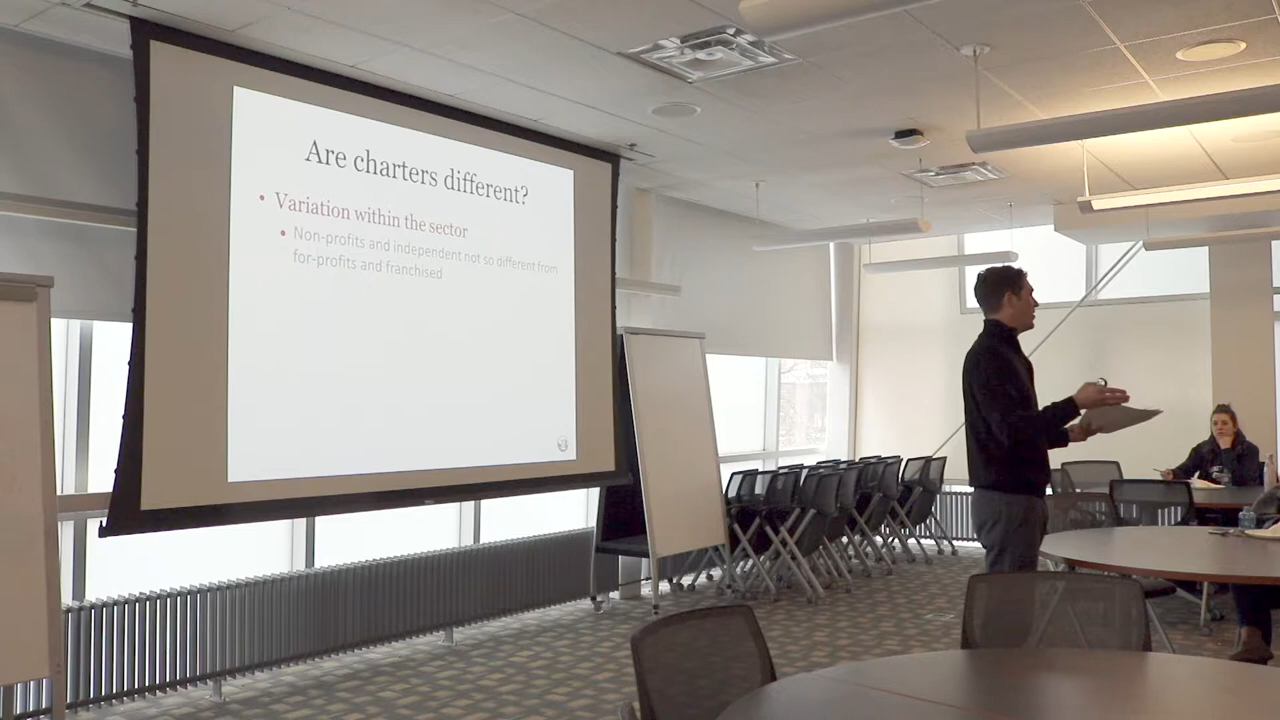 Are charters different?
• Variation within the sector
• Non-profits and independent not so different from
for-profits and franchised